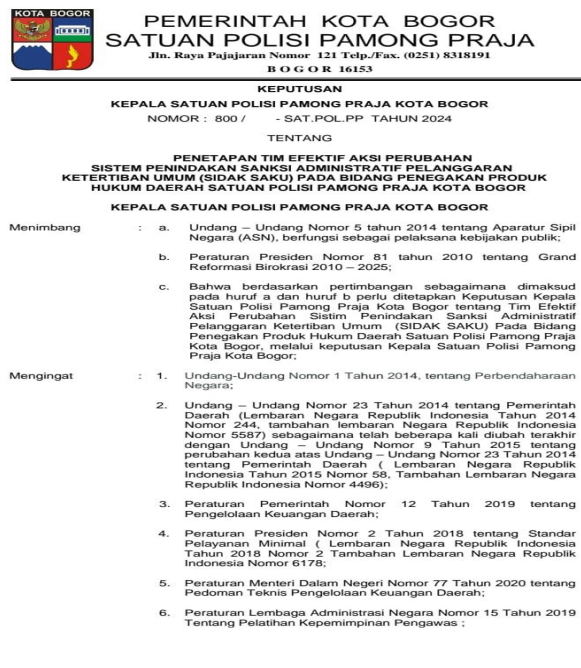 KOTA BOGOR
PEMERINTAH KOTA BOGOR
SATUAN POLISI PAMONG PRAJA
Jln. Raya Pajajaran Nomor 121 Telp./Fax. (0251) 8318191
B O G O R 16153
KEPUTUSAN
KEPALA SATUAN POLISI PAMONG PRAJA KOTA BOGOR
NOMOR : 800 / - SAT.POL.PP TAHUN 2024
TENTANG
PENETAPAN TIM EFEKTIF AKSI PERUBAHAN
SISTEM PENINDAKAN SANKSI ADMINISTRATIF PELANGGARAN
KETERTIBAN UMUM (SIDAK SAKU) PADA BIDANG PENEGAKAN PRODUK
HUKUM DAERAH SATUAN POLISI PAMONG PRAJA KOTA BOGOR
KEPALA SATUAN POLISI PAMONG PRAJA KOTA BOGOR
Menimbang : a. Undang – Undang Nomor 5 tahun 2014 tentang Aparatur Sipil
Negara (ASN), berfungsi sebagai pelaksana kebijakan publik;
b. Peraturan Presiden Nomor 81 tahun 2010 tentang Grand
Reformasi Birokrasi 2010 – 2025;
c. Bahwa berdasarkan pertimbangan sebagaimana dimaksud
pada huruf a dan huruf b perlu ditetapkan Keputusan Kepala
Satuan Polisi Pamong Praja Kota Bogor tentang Tim Efektif
Aksi Perubahan Sistim Penindakan Sanksi Administratif
Pelanggaran Ketertiban Umum (SIDAK SAKU) Pada Bidang
Penegakan Produk Hukum Daerah Satuan Polisi Pamong Praja
Kota Bogor, melalui keputusan Kepala Satuan Polisi Pamong
Praja Kota Bogor;
Mengingat : 1. Undang-Undang Nomor 1 Tahun 2014, tentang Perbendaharaan
Negara;
2. Undang – Undang Nomor 23 Tahun 2014 tentang Pemerintah
Daerah (Lembaran Negara Republik Indonesia Tahun 2014
Nomor 244, tambahan lembaran Negara Republik Indonesia
Nomor 5587) sebagaimana telah beberapa kali diubah terakhir
dengan Undang – Undang Nomor 9 Tahun 2015 tentang
perubahan kedua atas Undang – Undang Nomor 23 Tahun 2014
tentang Pemerintah Daerah ( Lembaran Negara Republik
Indonesia Tahun 2015 Nomor 58, Tambahan Lembaran Negara
Republik Indonesia Nomor 4496);
3. Peraturan Pemerintah Nomor 12 Tahun 2019 tentang
Pengelolaan Keuangan Daerah;
4. Peraturan Presiden Nomor 2 Tahun 2018 tentang Standar
Pelayanan Minimal ( Lembaran Negara Republik Indonesia
Tahun 2018 Nomor 2 Tambahan Lembaran Negara Republik
Indonesia Nomor 6178;
5. Peraturan Menteri Dalam Negeri Nomor 77 Tahun 2020 tentang
Pedoman Teknis Pengelolaan Keuangan Daerah;
6. Peraturan Lembaga Administrasi Negara Nomor 15 Tahun 2019
Tentang Pelatihan Kepemimpinan Pengawas ;